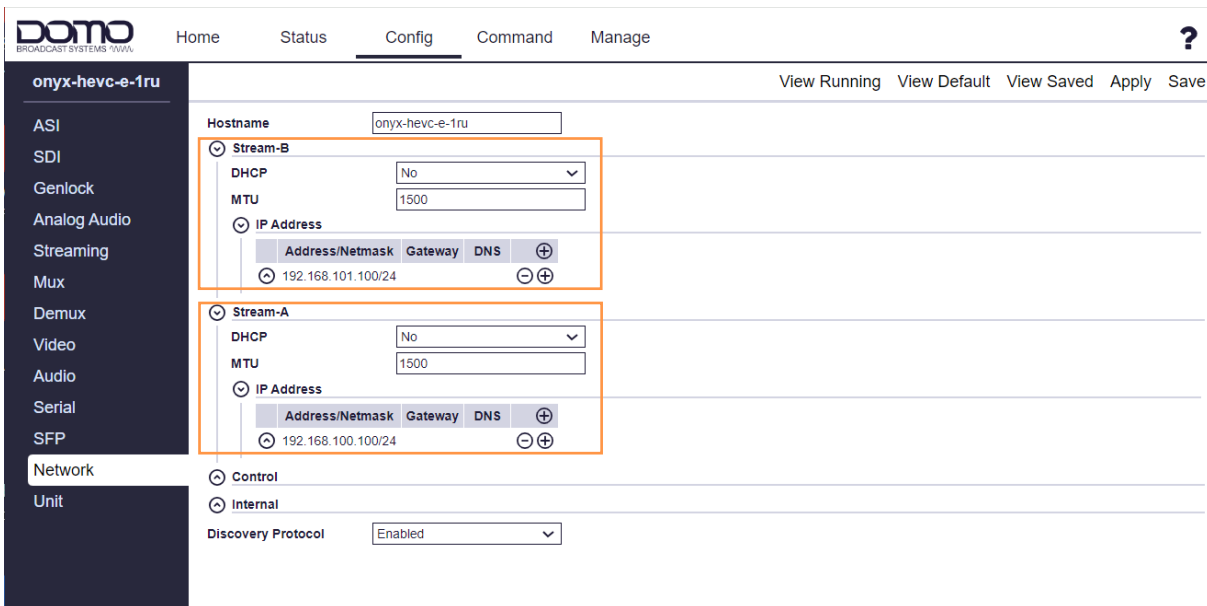 DOMO
BROADCAST SYSTEMS
Home Status Config Command Manage ?
onyx-hevc-e-1ru
View Running View Default View Saved Apply Save
ASI
SDI
Genlock
Analog Audio
Streaming
Mux
Demux
Video
Audio
Serial
SFP
Network
Unit
Hostname onyx-hevc-e-1ru
Stream-B
DHCP No
MTU 1500
IP Address
Address/Netmask Gateway DNS
192.168.101.100/24
Stream-A
DHCP No
MTU 1500
IP Address
Address/Netmask Gateway DNS
192.168.100.100/24
Control
Internal
Discovery Protocol Enabled